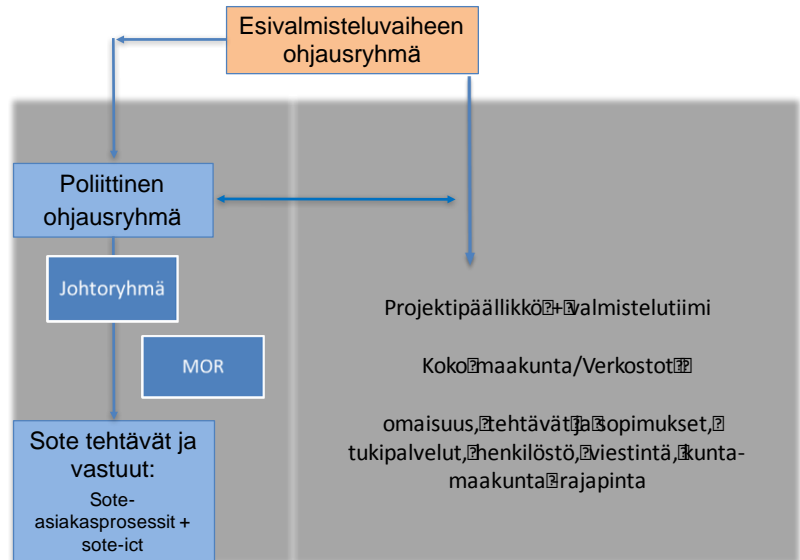 Esivalmisteluvaiheen
ohjausryhmä
Poliittinen
ohjausryhmä
Johtoryhmä
MOR
Sote tehtävät ja
vastuut:
Sote-
asiakasprosessit +
sote-ict
Projektipäällikkö + valmistelutiimi
Koko maakunta/Verkostot
omaisuus, tehtävät ja sopimukset,
tukipalvelut, henkilöstö, viestintä, kunta-
maakunta-rajapinta